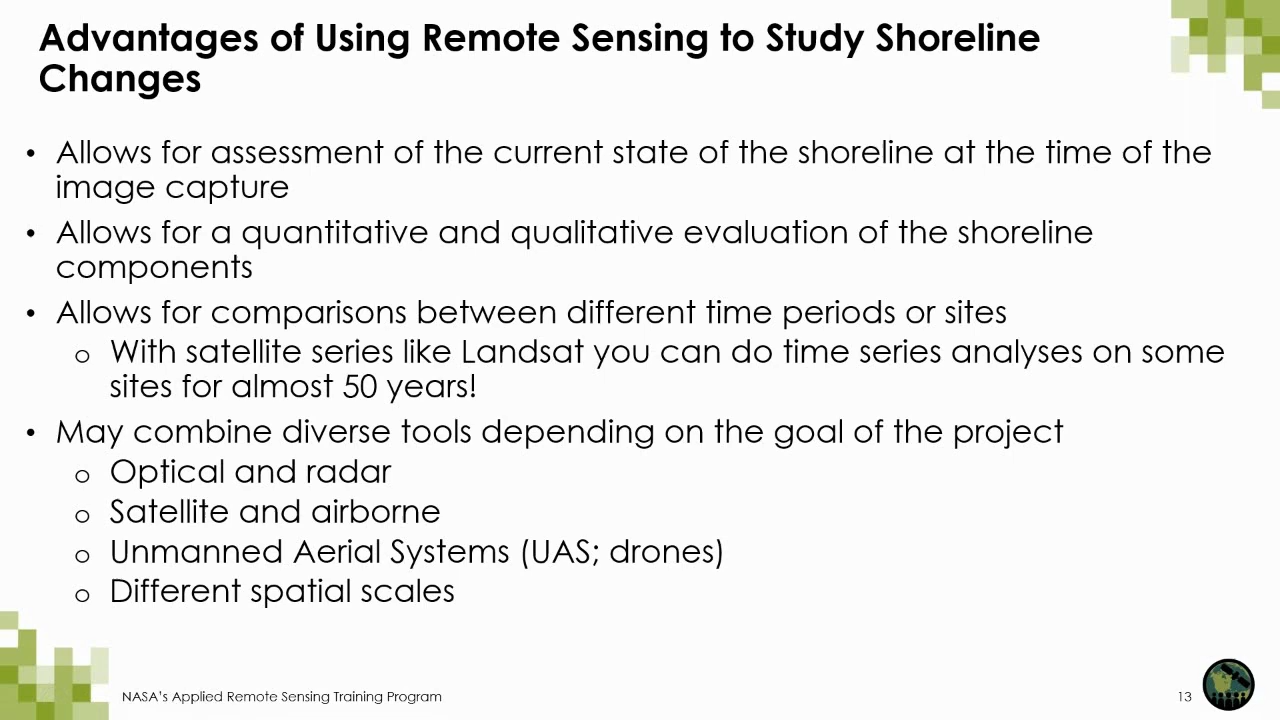 Advantages of Using Remote Sensing to Study Shoreline
Changes
• Allows for assessment of the current state of the shoreline at the time of the
image capture
• Allows for a quantitative and qualitative evaluation of the shoreline
components
• Allows for comparisons between different time periods or sites
o With satellite series like Landsat you can do time series analyses on some
sites for almost 50 years!
• May combine diverse tools depending on the goal of the project
o Optical and radar
o Satellite and airborne
o Unmanned Aerial Systems (UAS; drones)
o Different spatial scales
NASA's Applied Remote Sensing Training Program
13